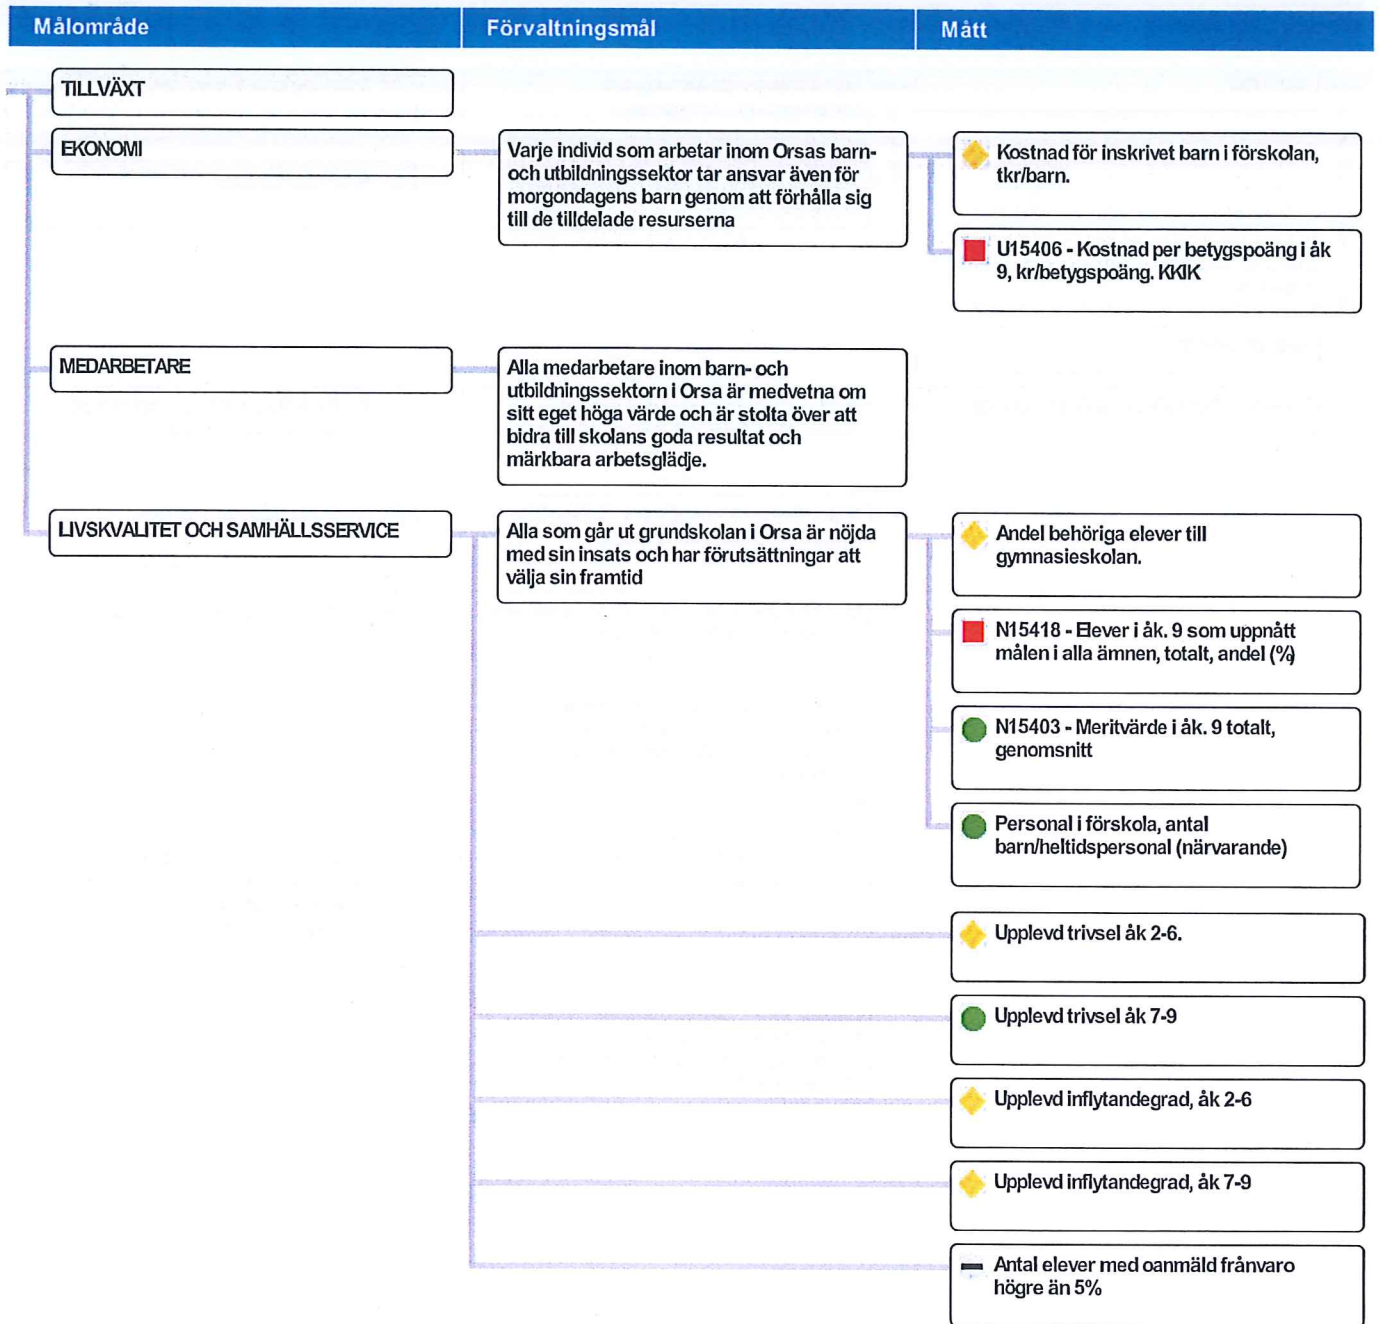 Målområde
Förvaltningsmål
Mått
TILLVÄXT
EKONOMI
Varje individ som arbetar inom Orsas barn-
och utbildningssektor tar ansvar även för
morgondagens barn genom att förhålla sig
till de tilldelade resurserna
Kostnad för inskrivet barn i förskolan,
tkr/barn.
U15406 - Kostnad per betygspoäng i åk
9, kr/betygspoäng. KKIK
MEDARBETARE
Alla medarbetare inom barn- och
utbildningssektorn i Orsa är medvetna om
sitt eget höga värde och är stolta över att
bidra till skolans goda resultat och
märkbara arbetsglädje.
LIVSKVALITET OCH SAMHÄLLSSERVICE
Alla som går ut grundskolan i Orsa är nöjda
med sin insats och har förutsättningar att
välja sin framtid
Andel behöriga elever till
gymnasieskolan.
N15418 - Elever i åk. 9 som uppnått
målen i alla ämnen, totalt, andel (%)
N15403 - Meritvärde i åk. 9 totalt,
genomsnitt
Personal i förskola, antal
barn/heltidspersonal (närvarande)
Upplevd trivsel åk 2-6.
Upplevd trivsel åk 7-9
Upplevd inflytandegrad, åk 2-6
Upplevd inflytandegrad, åk 7-9
Antal elever med oanmäld frånvaro
högre än 5%